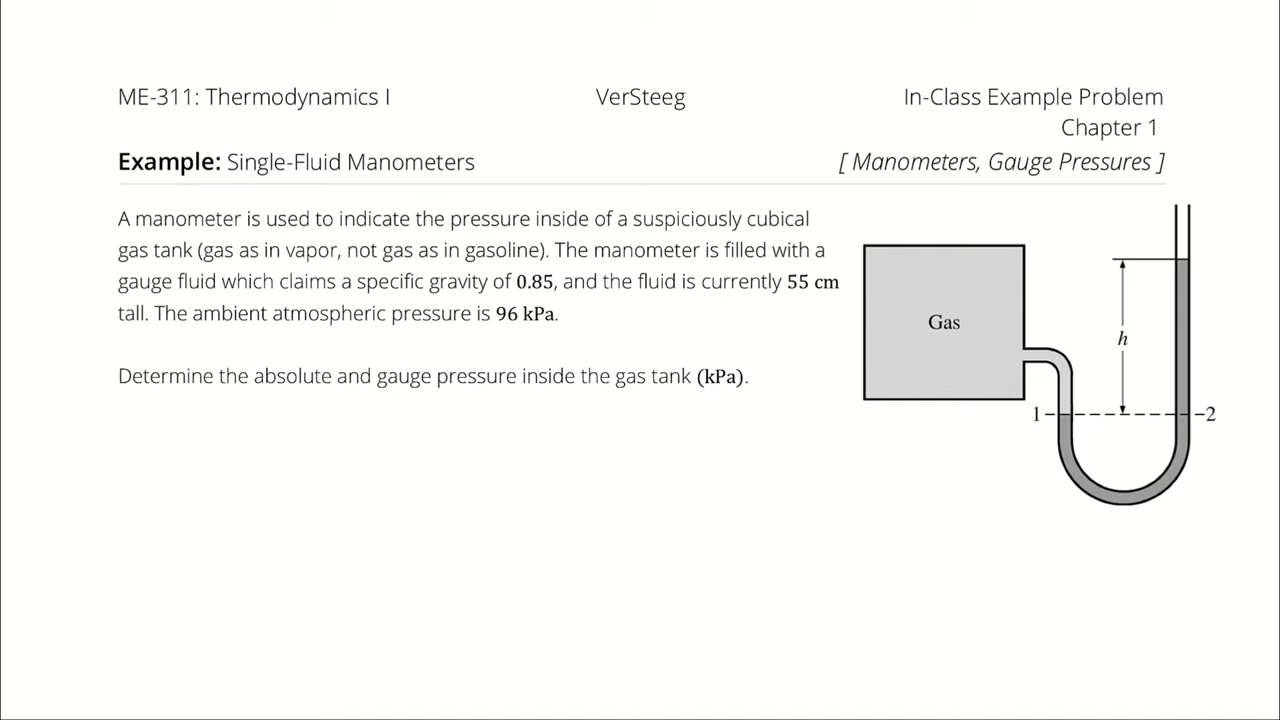 ME-311: Thermodynamics I VerSteeg In-Class Example Problem
Chapter 1
Example: Single-Fluid Manometers [ Manometers, Gauge Pressures ]
A manometer is used to indicate the pressure inside of a suspiciously cubical
gas tank (gas as in vapor, not gas as in gasoline). The manometer is filled with a
gauge fluid which claims a specific gravity of 0.85, and the fluid is currently 55 cm
tall. The ambient atmospheric pressure is 96 kPa.
Determine the absolute and gauge pressure inside the gas tank (kPa).
Gas
h
1
2